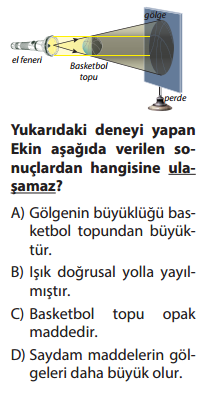 gölge
el feneri
Basketbol
topu
perde
Yukarıdaki deneyi yapan
Ekin aşağıda verilen so-
nuçlardan hangisine ula-
şamaz?
A) Gölgenin büyüklüğü bas-
ketbol topundan büyük-
tür.
B) Işık doğrusal yolla yayıl-
mıştır.
C) Basketbol topu opak
maddedir.
D) Saydam maddelerin göl-
geleri daha büyük olur.